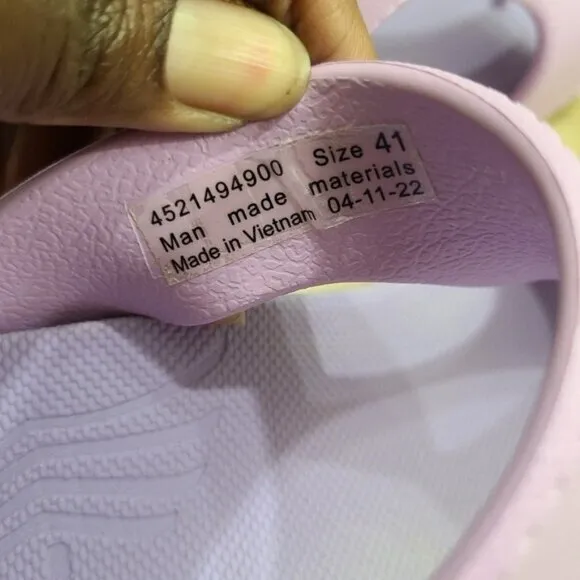 4521494900 Size 41
Man made materials
Made in Vietnam 04-11-22